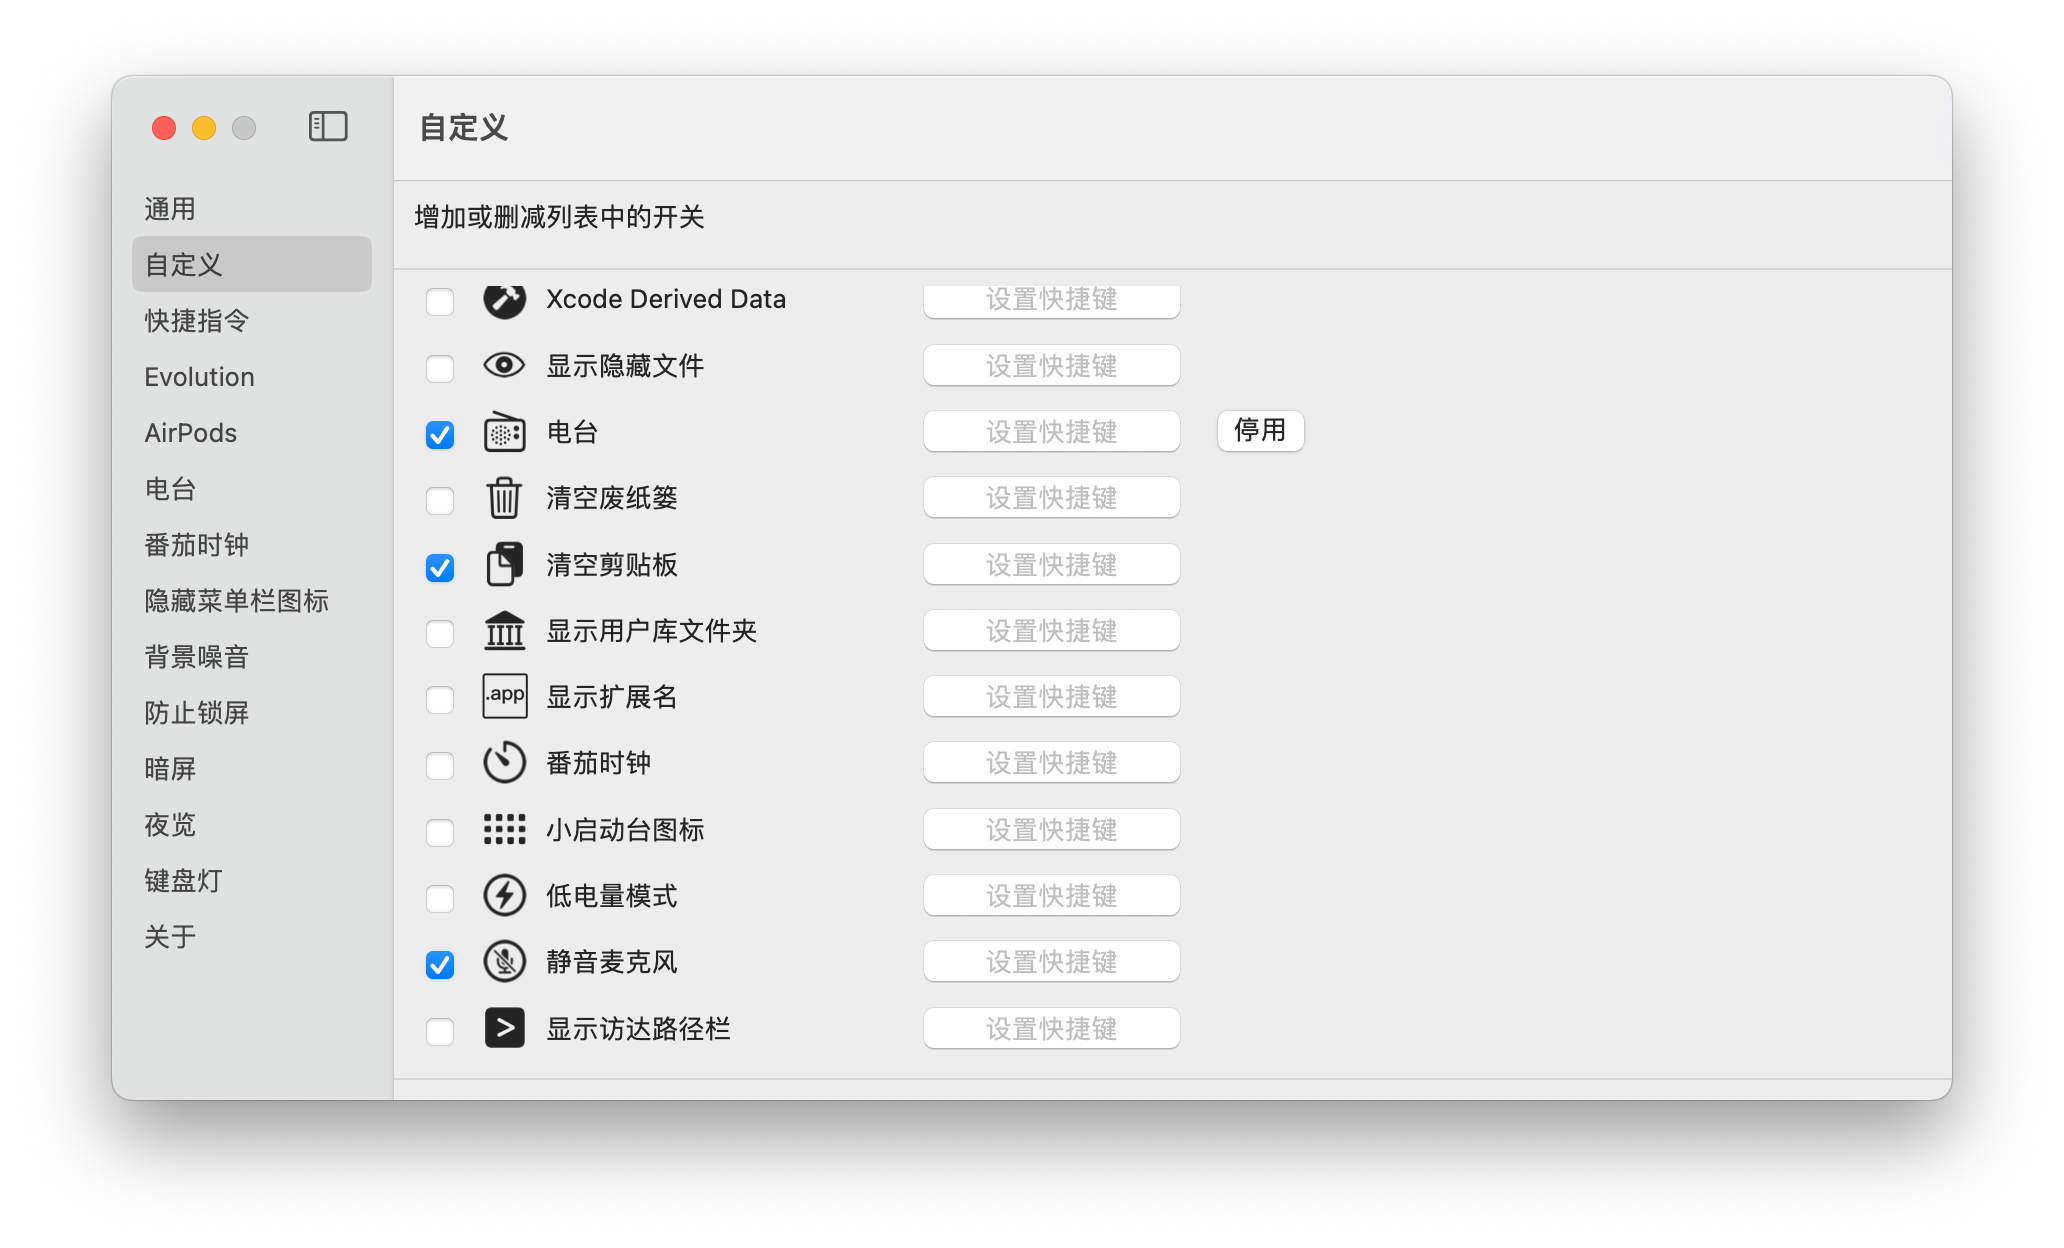 自定义
通用
自定义
快捷指令
Evolution
AirPods
电台
番茄时钟
隐藏菜单栏图标
背景噪音
防止锁屏
暗屏
夜览
键盘灯
关于
增加或删减列表中的开关
Xcode Derived Data 设置快捷键
显示隐藏文件 设置快捷键
电台 设置快捷键 停用
清空废纸篓 设置快捷键
清空剪贴板 设置快捷键
显示用户库文件夹 设置快捷键
.app 显示扩展名 设置快捷键
番茄时钟 设置快捷键
小启动台图标 设置快捷键
低电量模式 设置快捷键
静音麦克风 设置快捷键
显示访达路径栏 设置快捷键